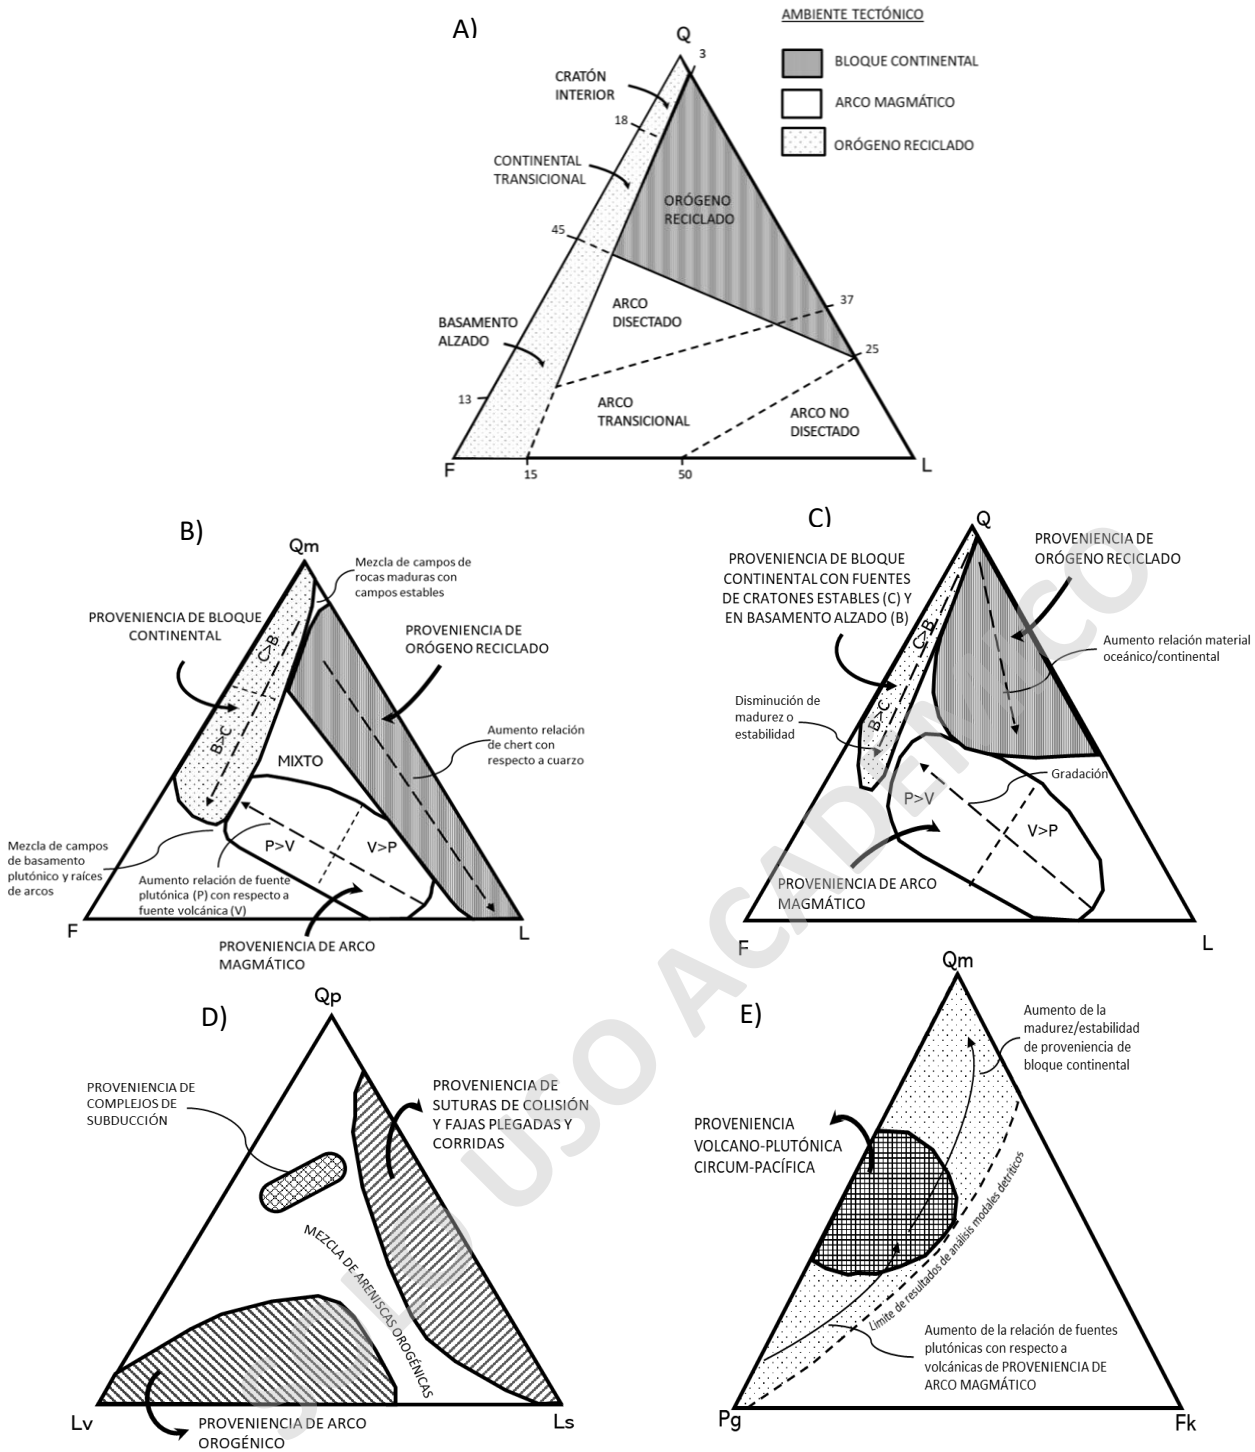 A)
AMBIENTE TECTÓNICO
BLOQUE CONTINENTAL
ARCO MAGMÁTICO
ORÓGENO RECICLADO
Q
3
CRATÓN
INTERIOR
18
CONTINENTAL
TRANSICIONAL
ORÓGENO
RECICLADO
45
37
ARCO
DISECTADO
BASAMENTO
ALZADO
25
13
ARCO
TRANSICIONAL
ARCO NO
DISECTADO
F
15
50
L
B)
Qm
Mezcla de campos de
rocas maduras con
campos estables
PROVENIENCIA DE BLOQUE
CONTINENTAL
C>B
PROVENIENCIA DE
ORÓGENO RECICLADO
B>C
MIXTO
Aumento relación
de chert con
respecto a cuarzo
P>V
V>P
Mezcla de campos
de basamento
plutónico y raíces
de arcos
Aumento relación de fuente
plutónica (P) con respecto a
fuente volcánica (V)
F
L
PROVENIENCIA DE ARCO
MAGMÁTICO
C)
Q
PROVENIENCIA DE BLOQUE
CONTINENTAL CON FUENTES
DE CRATONES ESTABLES (C) Y
EN BASAMENTO ALZADO (B)
PROVENIENCIA DE
ORÓGENO RECICLADO
C>B
Aumento relación material
oceánico/continental
Disminución de
madurez o
estabilidad
B>C
Gradación
P>V
V>P
PROVENIENCIA DE ARCO
MAGMÁTICO
F
L
D)
Qp
PROVENIENCIA DE
COMPLEJOS DE
SUBDUCCIÓN
PROVENIENCIA DE
SUTURAS DE COLISIÓN
Y FAJAS PLEGADAS Y
CORRIDAS
MEZCLA DE ARENISCAS OROGÉNICAS
Lv
Ls
PROVENIENCIA DE ARCO
OROGÉNICO
E)
Qm
Aumento de la
madurez/estabilidad
de proveniencia de
bloque continental
PROVENIENCIA
VOLCANO-PLUTÓNICA
CIRCUM-PACÍFICA
Límite de resultados de análisis modales detríticos
Aumento de la relación de fuentes
plutónicas con respecto a
volcánicas de PROVENIENCIA DE
ARCO MAGMÁTICO
Pg
Fk
SOLO USO ACADÉMICO